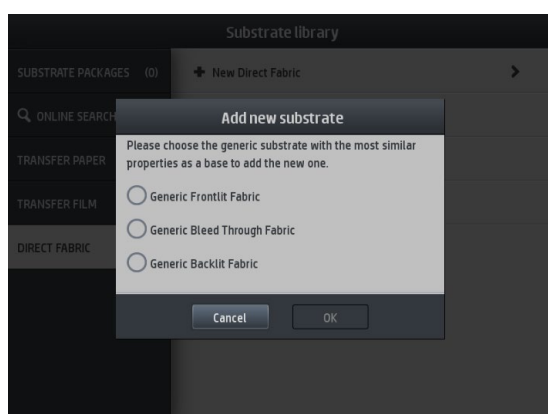 Substrate library
SUBSTRATE PACKAGES (0)
+ New Direct Fabric
ONLINE SEARCH
TRANSFER PAPER
TRANSFER FILM
DIRECT FABRIC
Add new substrate
Please choose the generic substrate with the most similar
properties as a base to add the new one.
Generic Frontlit Fabric
Generic Bleed Through Fabric
Generic Backlit Fabric
Cancel
OK